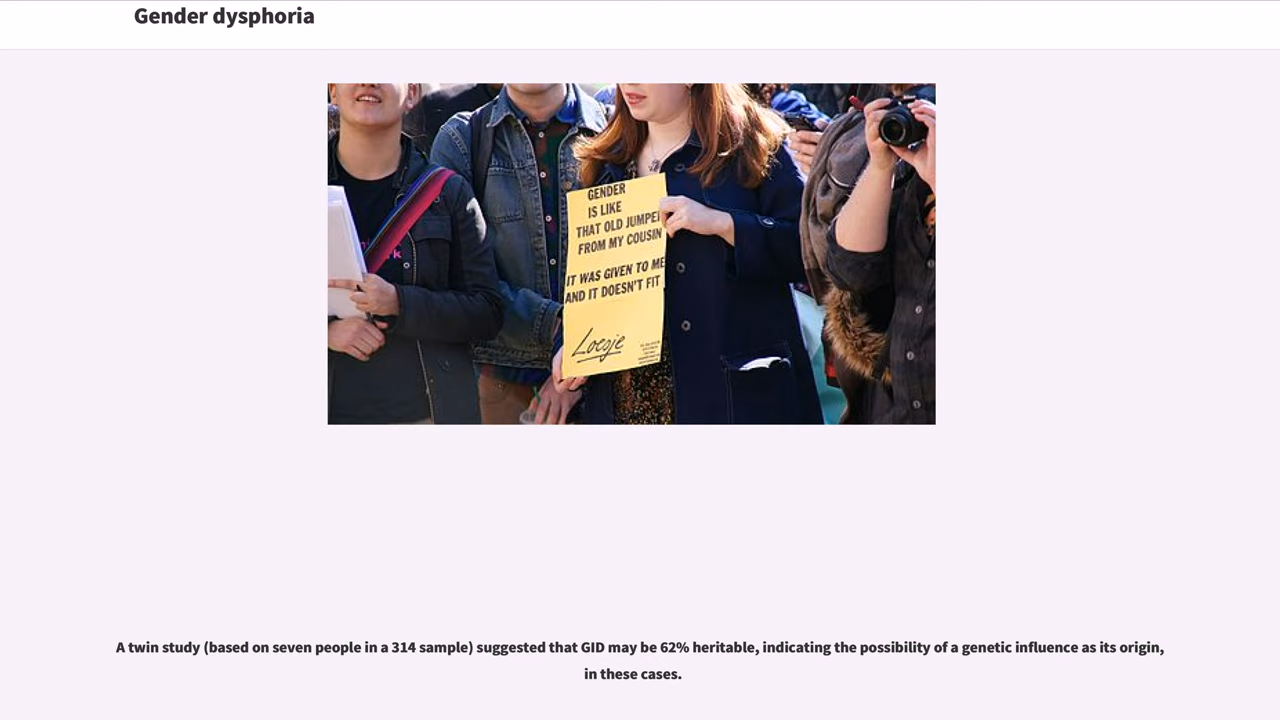 Gender dysphoria
GENDER
IS LIKE
THAT OLD JUMPER
FROM MY COUSIN
IT WAS GIVEN TO ME
AND IT DOESN'T FIT
Loesje
A twin study (based on seven people in a 314 sample) suggested that GID may be 62% heritable, indicating the possibility of a genetic influence as its origin,
in these cases.